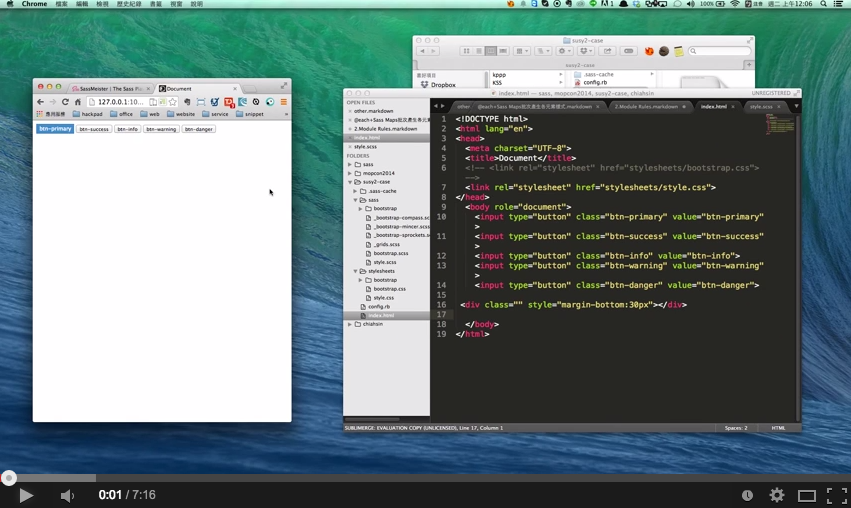 Chrome 檔案 編輯 檢視 歷史紀錄 書籤 視窗 說明
100% 週二上午12:06
susy2-case
susy2-case
Dropbox
kppp
KSS
.sass-cache
config.rb
SassMeister | The Sass Pl
Document
127.0.0.1:10...
應用服務 office web website service snippet
btn-primary btn-success btn-info btn-warning btn-danger
index.html — sass, mopcon2014, susy2-case, chiahsin
UNREGISTERED
OPEN FILES
other.markdown
@each+Sass Maps批次產生各元素樣式.markdown
2.Module Rules.markdown
index.html
style.scss
FOLDERS
sass
mopcon2014
susy2-case
.sass-cache
sass
bootstrap
_bootstrap-compass.sc
_bootstrap-mincer.scss
_bootstrap-sprockets.sc
_grids.scss
bootstrap.scss
style.scss
stylesheets
bootstrap
bootstrap.css
style.css
config.rb
index.html
chiahsin
other @each+Sass Maps批次產生各元素樣式.markdown 2.Module Rules.markdown index.html style.scss
1 <!DOCTYPE html>
2 <html lang="en">
3 <head>
4 <meta charset="UTF-8">
5 <title>Document</title>
6 <!-- <link rel="stylesheet" href="stylesheets/bootstrap.css">
-->
7 <link rel="stylesheet" href="stylesheets/style.css">
8 </head>
9 <body role="document">
10 <input type="button" class="btn-primary" value="btn-primary"
>
11 <input type="button" class="btn-success" value="btn-success"
>
12 <input type="button" class="btn-info" value="btn-info">
13 <input type="button" class="btn-warning" value="btn-warning"
>
14 <input type="button" class="btn-danger" value="btn-danger">
15
16 <div class="" style="margin-bottom:30px"></div>
17
18 </body>
19 </html>
SUBLIMERGE: EVALUATION COPY (UNLICENSED), Line 17, Column 1 Spaces: 2 HTML
0:01 / 7:16